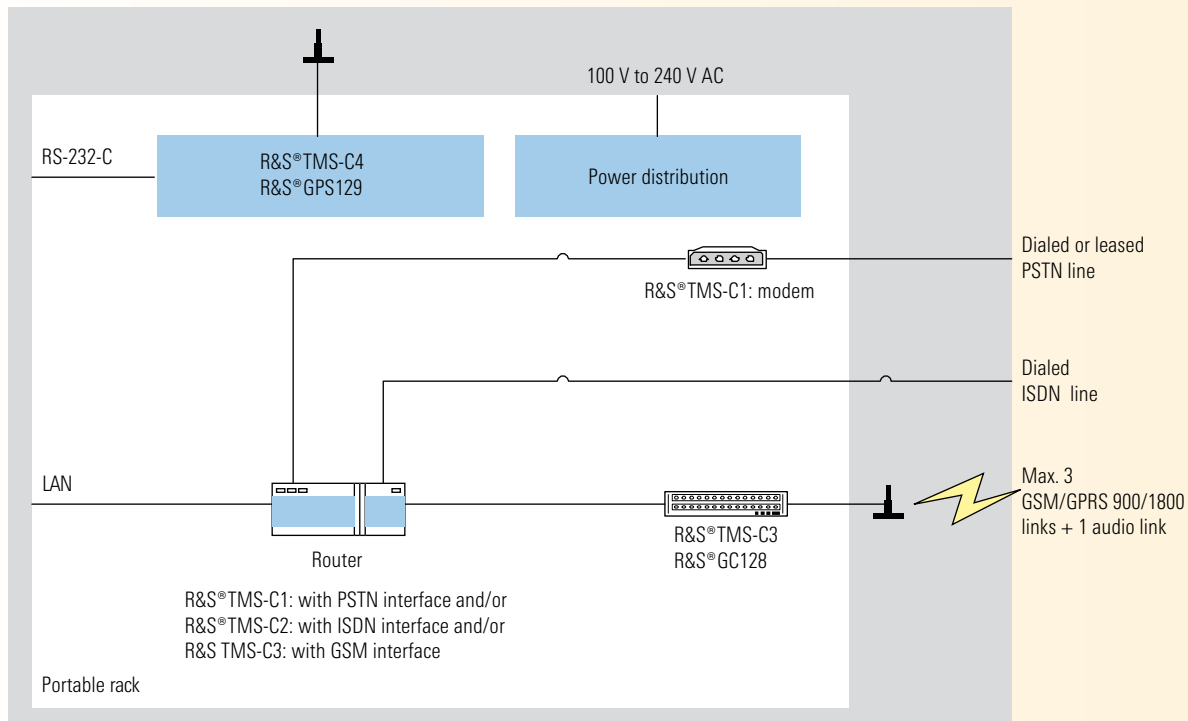 100 V to 240 V AC
RS-232-C
R&S®TMS-C4
R&S®GPS129
Power distribution
Dialed or leased
PSTN line
R&S®TMS-C1: modem
Dialed
ISDN line
LAN
Max. 3
GSM/GPRS 900/1800
links + 1 audio link
R&S®TMS-C3
R&S®GC128
Router
R&S®TMS-C1: with PSTN interface and/or
R&S®TMS-C2: with ISDN interface and/or
R&S TMS-C3: with GSM interface
Portable rack